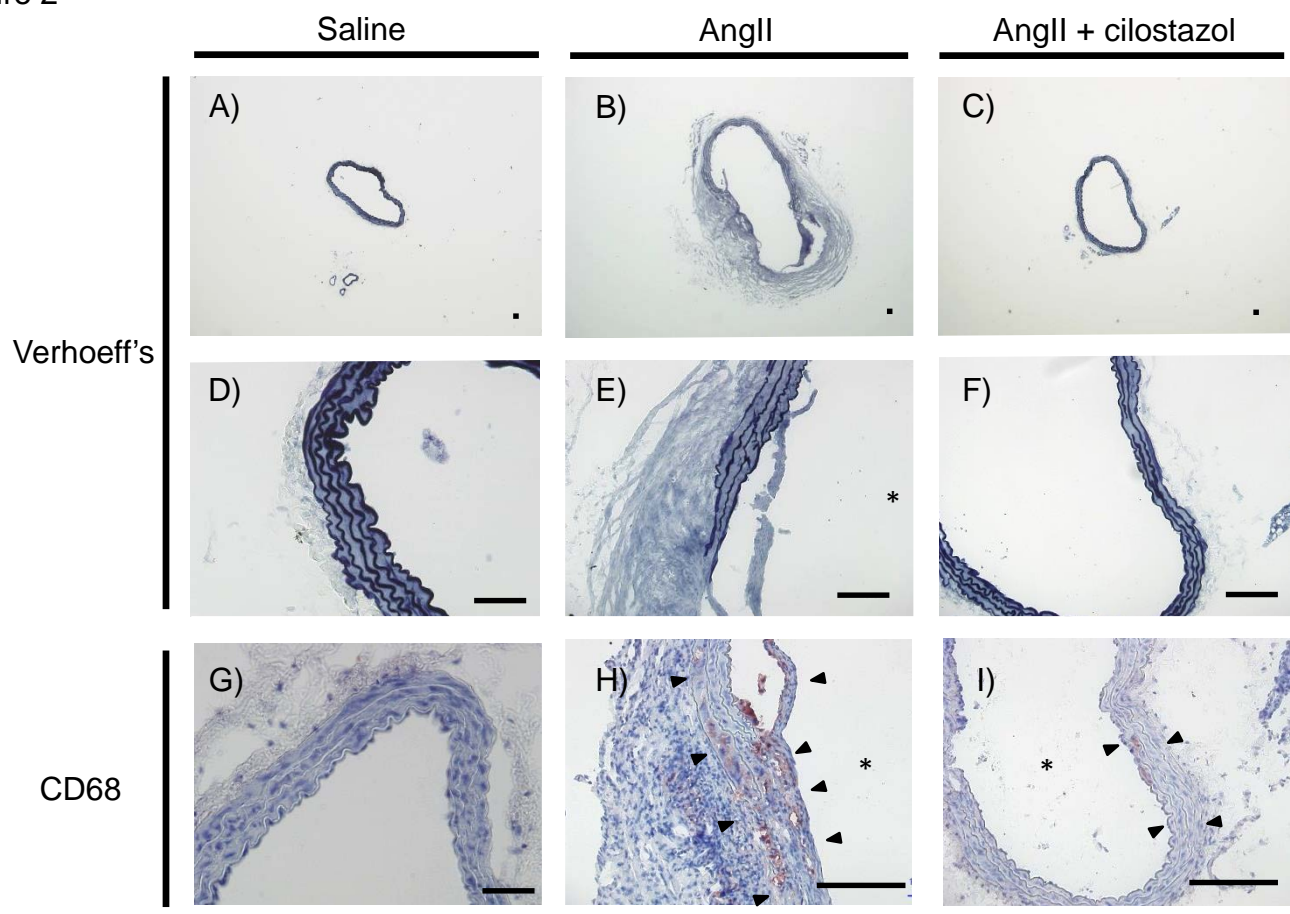 Saline
AngII
AngII + cilostazol
Verhoeff's
A)
B)
C)
D)
E)
*
F)
CD68
G)
H)
*
I)
*